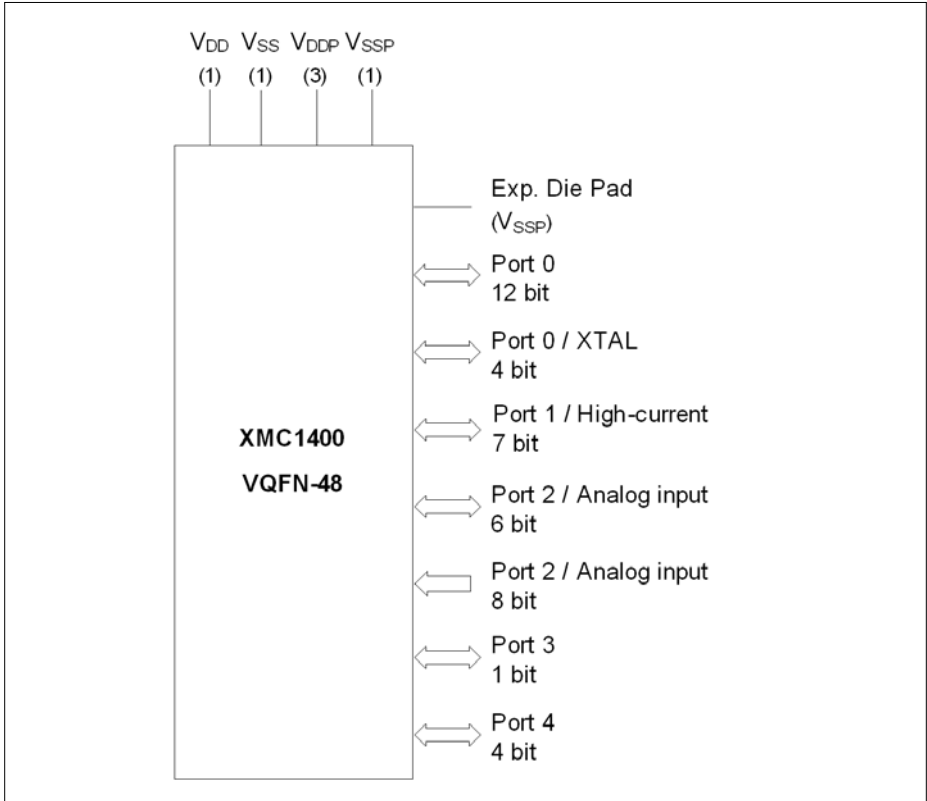 VDD VSS VDDP VSSP
(1) (1) (3) (1)
Exp. Die Pad
(VSSP)
Port 0
12 bit
Port 0 / XTAL
4 bit
Port 1 / High-current
7 bit
XMC1400
VQFN-48
Port 2 / Analog input
6 bit
Port 2 / Analog input
8 bit
Port 3
1 bit
Port 4
4 bit